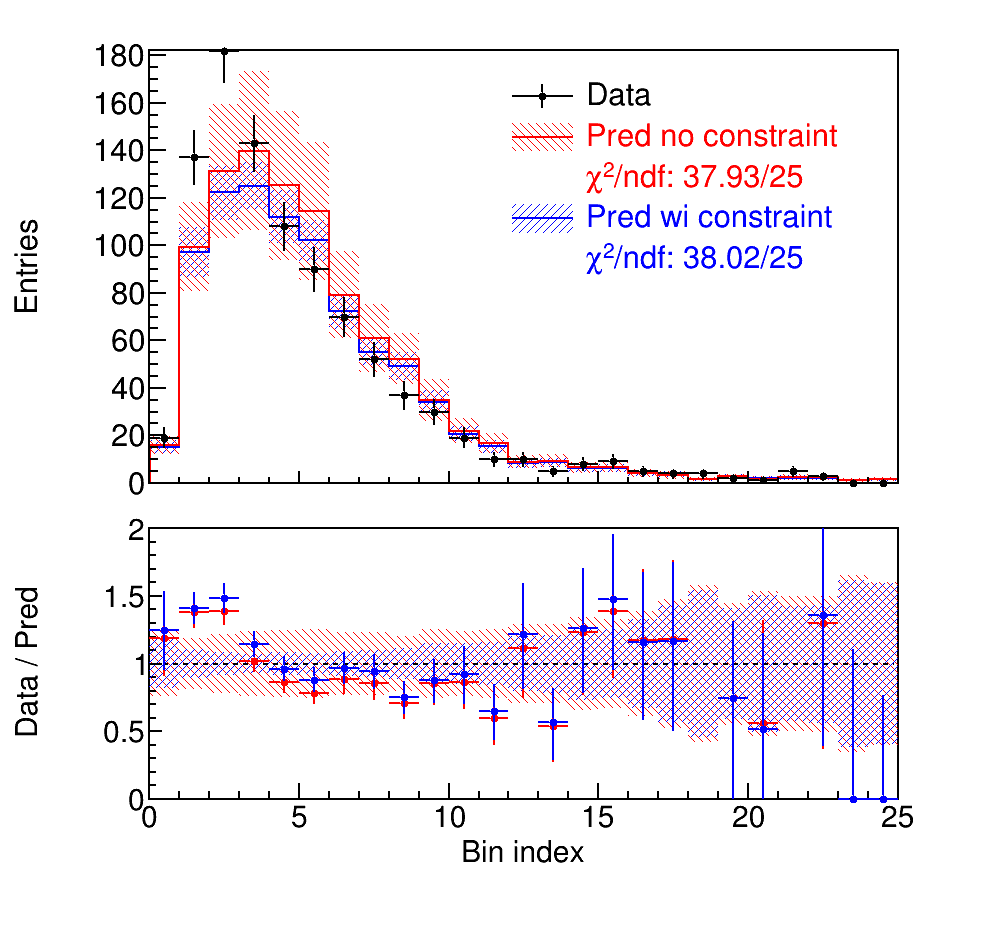 180
160
140
120
100
80
60
40
20
0
Entries
Data
Pred no constraint
χ²/ndf: 37.93/25
Pred wi constraint
χ²/ndf: 38.02/25
2
1.5
1
0.5
0
Data / Pred
0 5 10 15 20 25
Bin index